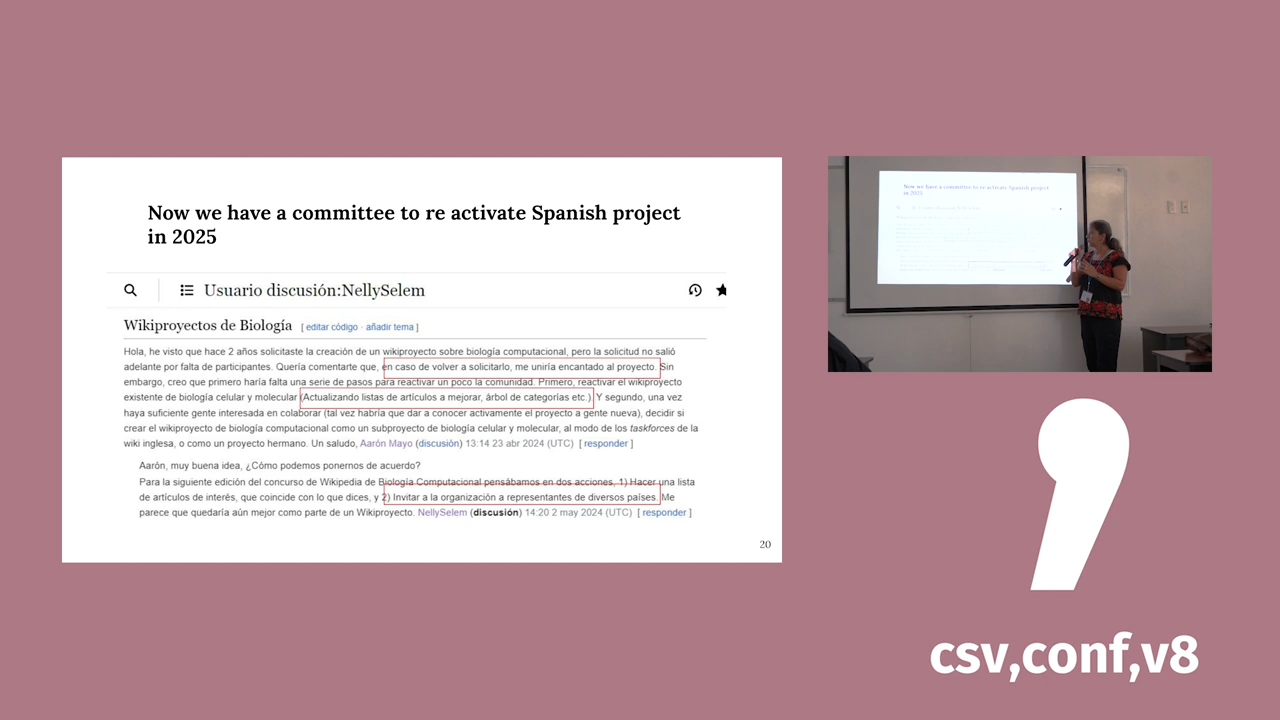 Now we have a committee to re activate Spanish project
in 2025
Usuario discusión:NellySelem
Wikiproyectos de Biología [ editar código · añadir tema ]
Hola, he visto que hace 2 años solicitaste la creación de un wikiproyecto sobre biología computacional, pero la solicitud no salió
adelante por falta de participantes. Quería comentarte que, en caso de volver a solicitarlo, me uniría encantado al proyecto. Sin
embargo, creo que primero haría falta una serie de pasos para reactivar un poco la comunidad. Primero, reactivar el wikiproyecto
existente de biología celular y molecular (Actualizando listas de artículos a mejorar, árbol de categorías etc.). Y segundo, una vez
haya suficiente gente interesada en colaborar (tal vez habría que dar a conocer activamente el proyecto a gente nueva), decidir si
crear el wikiproyecto de biología computacional como un subproyecto de biología celular y molecular, al modo de los taskforces de la
wiki inglesa, o como un proyecto hermano. Un saludo, Aarón Mayo (discusión) 13:14 23 abr 2024 (UTC) [ responder ]
Aarón, muy buena idea, ¿Cómo podemos ponernos de acuerdo?
Para la siguiente edición del concurso de Wikipedia de Biología Computacional pensábamos en dos acciones, 1) Hacer una lista
de artículos de interés, que coincide con lo que dices, y 2) Invitar a la organización a representantes de diversos países. Me
parece que quedaría aún mejor como parte de un Wikiproyecto. NellySelem (discusión) 14:20 2 may 2024 (UTC) [ responder ]
20
Now we have a committee to re activate Spanish project
in 2025
csv,conf,v8